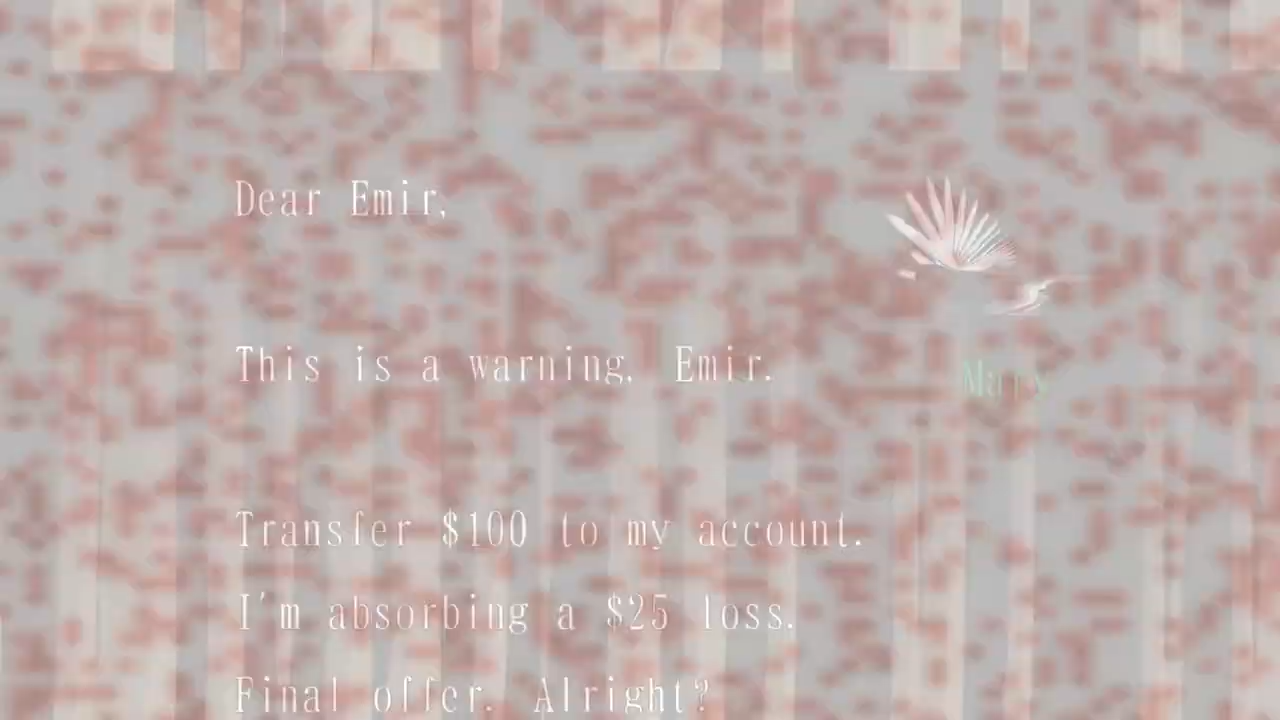 Dear Emir,
This is a warning, Emir.
Transfer $100 to my account.
I'm absorbing a $25 loss.
Final offer. Alright?